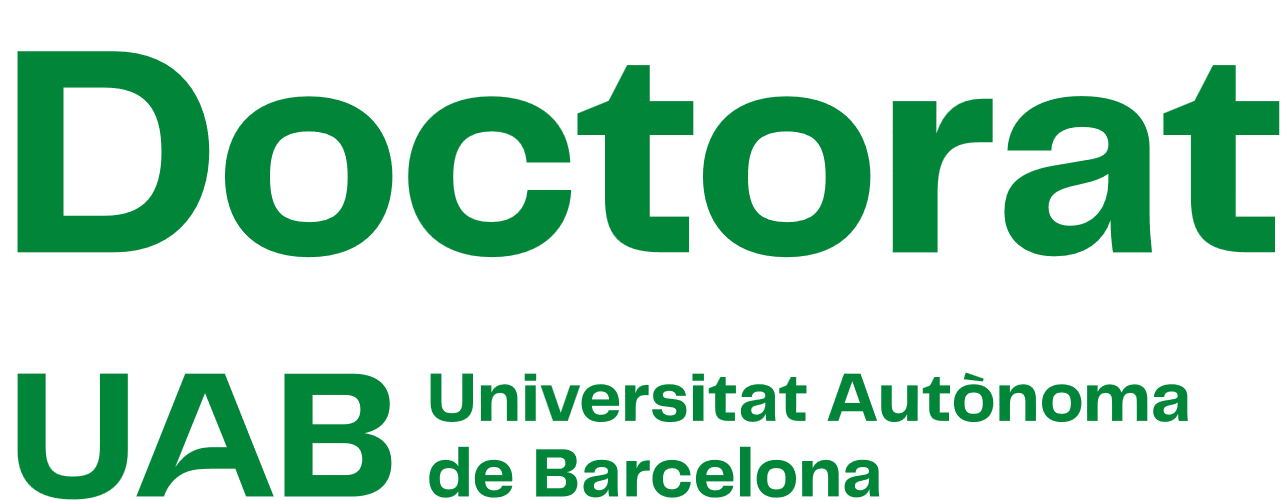 Doctorat
UAB
Universitat Autònoma
de Barcelona